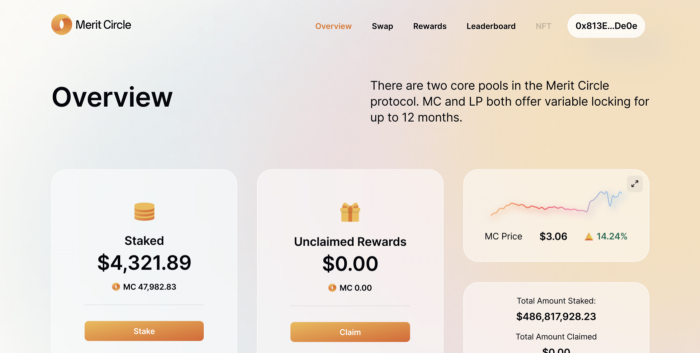 Merit Circle
Overview
Swap
Rewards
Leaderboard
NFT
0x813E...De0e
Overview
There are two core pools in the Merit Circle
protocol. MC and LP both offer variable locking for
up to 12 months.
Staked
$4,321.89
MC 47,982.83
Stake
Unclaimed Rewards
$0.00
MC 0.00
Claim
MC Price $3.06 14.24%
Total Amount Staked:
$486,817,928.23
Total Amount Claimed
$0.00